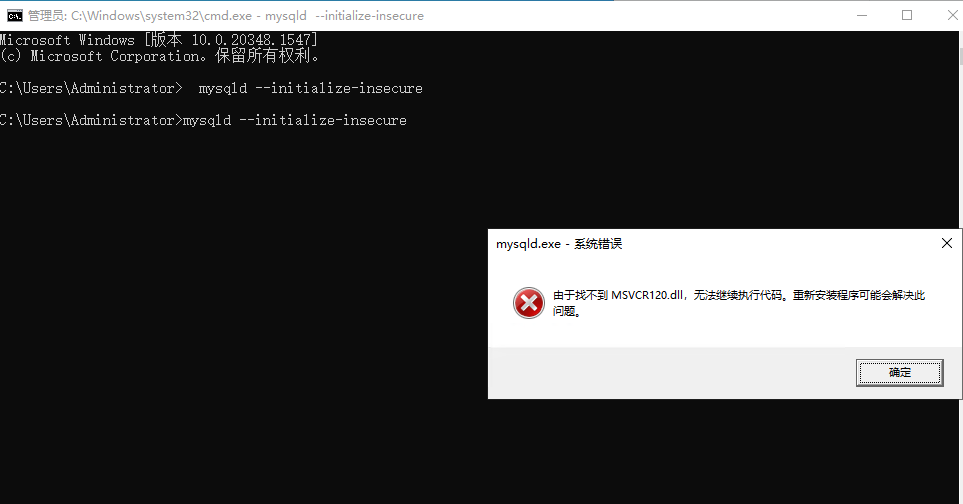 管理员: C:\Windows\system32\cmd.exe - mysqld  --initialize-insecure
Microsoft Windows [版本 10.0.20348.1547]
(c) Microsoft Corporation。保留所有权利。
C:\Users\Administrator>  mysqld --initialize-insecure
C:\Users\Administrator>mysqld --initialize-insecure
mysqld.exe - 系统错误
由于找不到 MSVCR120.dll，无法继续执行代码。重新安装程序可能会解决此
问题。
确定